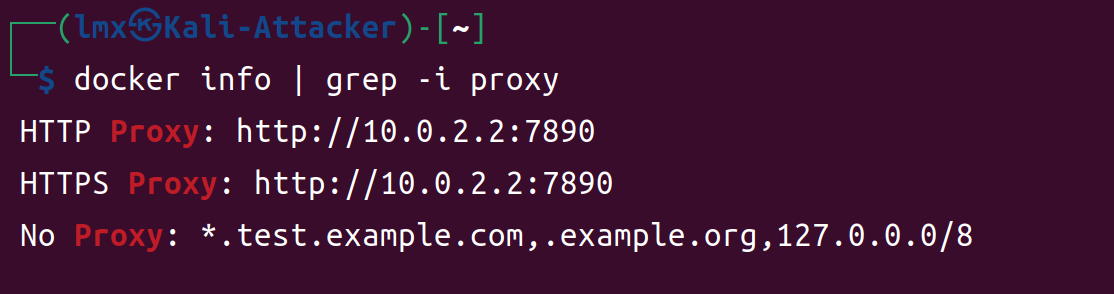 ┌──(lmx㉿Kali-Attacker)-[~]
└─$ docker info | grep -i proxy
HTTP Proxy: http://10.0.2.2:7890
HTTPS Proxy: http://10.0.2.2:7890
No Proxy: *.test.example.com,.example.org,127.0.0.0/8